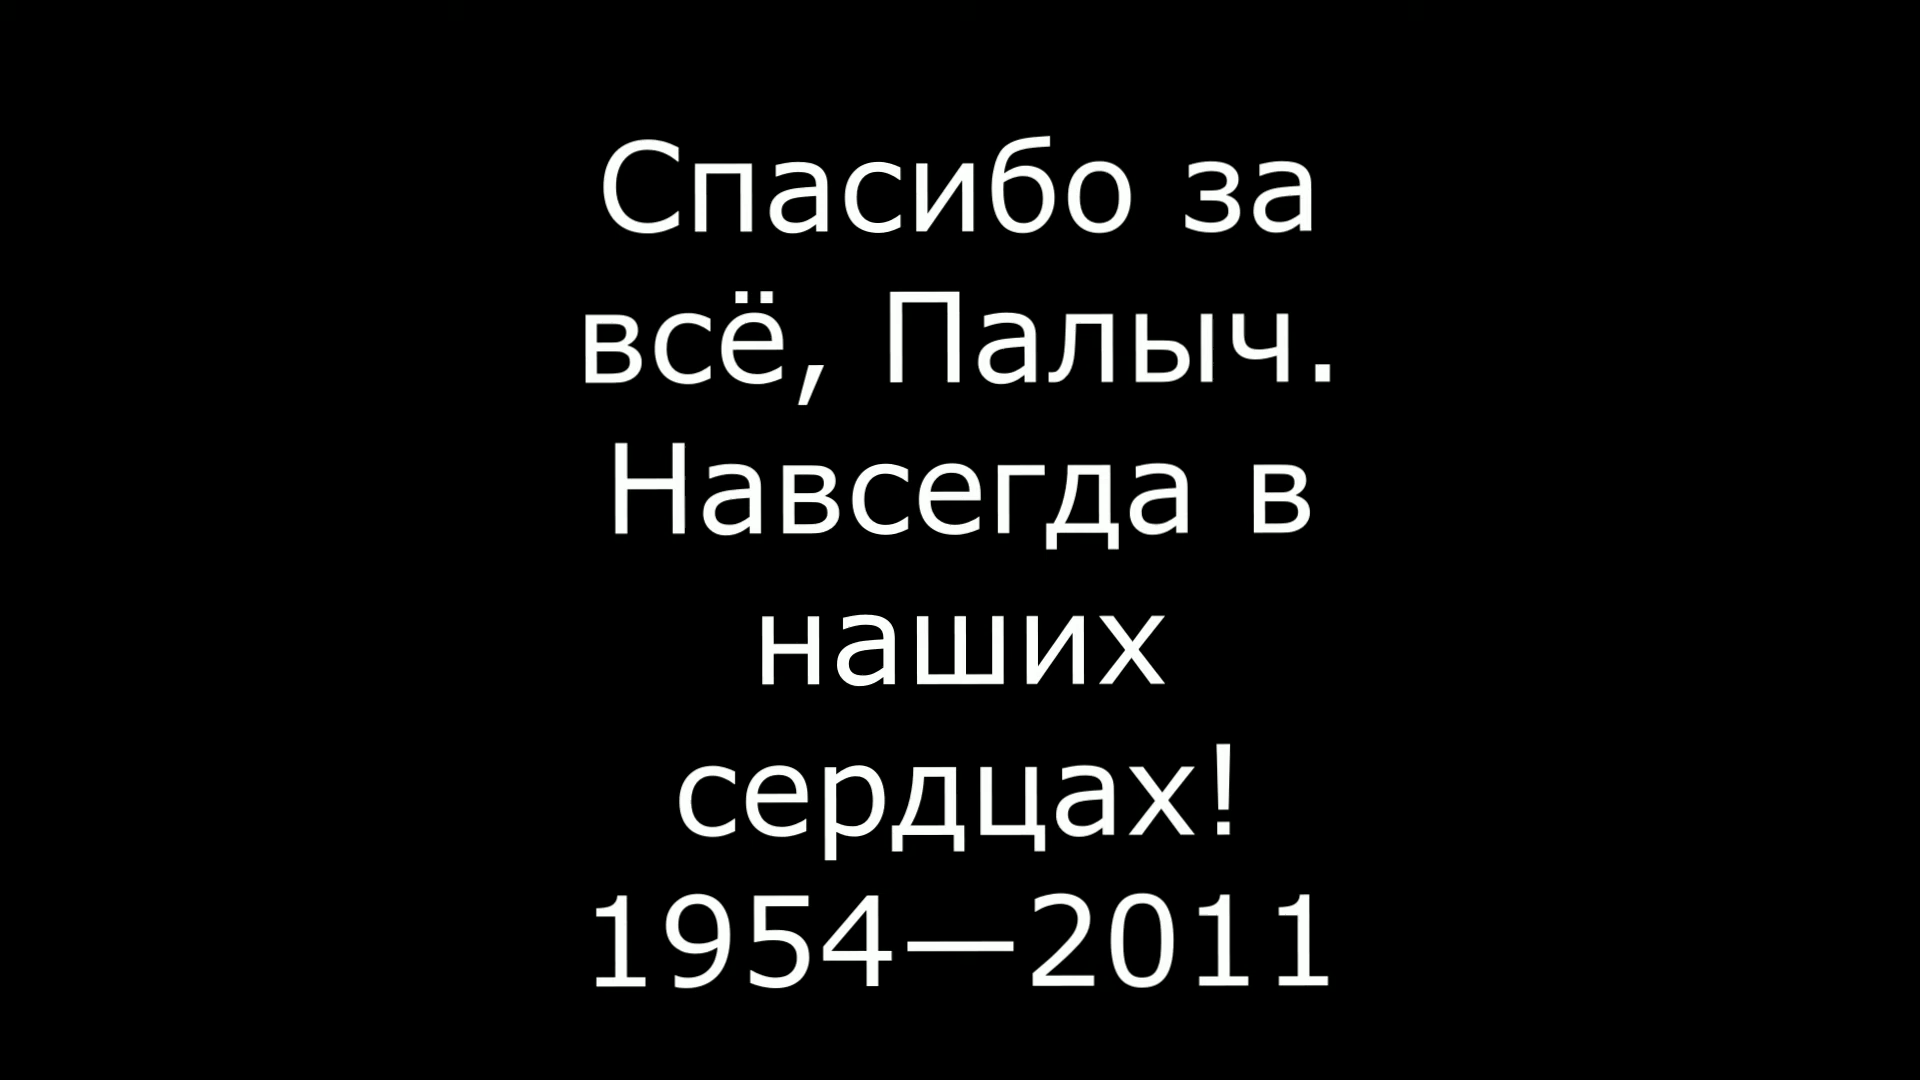 Спасибо за
всё, Палыч.
Навсегда в
наших
сердцах!
1954—2011